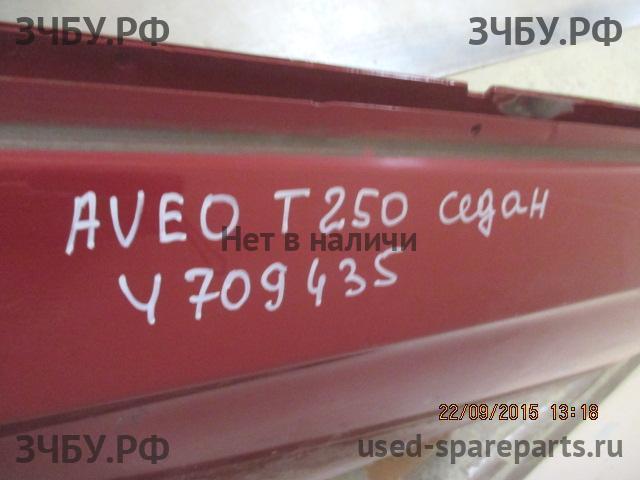 ЗЧБУ.РФ ЗЧБУ.РФ
AVEO T250 седан
Нет в наличи
Ч709435
22/09/2015 13:18
ЗЧБУ.РФ used-spareparts.ru